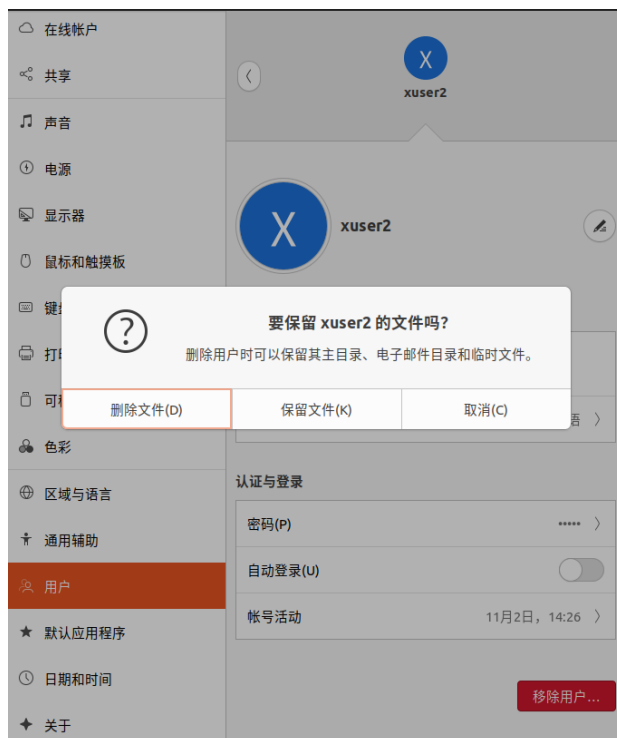 在线帐户
共享
声音
电源
显示器
鼠标和触摸板
色彩
区域与语言
通用辅助
用户
默认应用程序
日期和时间
关于
X
xuser2
X
xuser2
要保留 xuser2 的文件吗？
删除用户时可以保留其主目录、电子邮件目录和临时文件。
删除文件(D)
保留文件(K)
取消(C)
认证与登录
密码(P)
自动登录(U)
帐号活动
11月2日，14:26
移除用户…